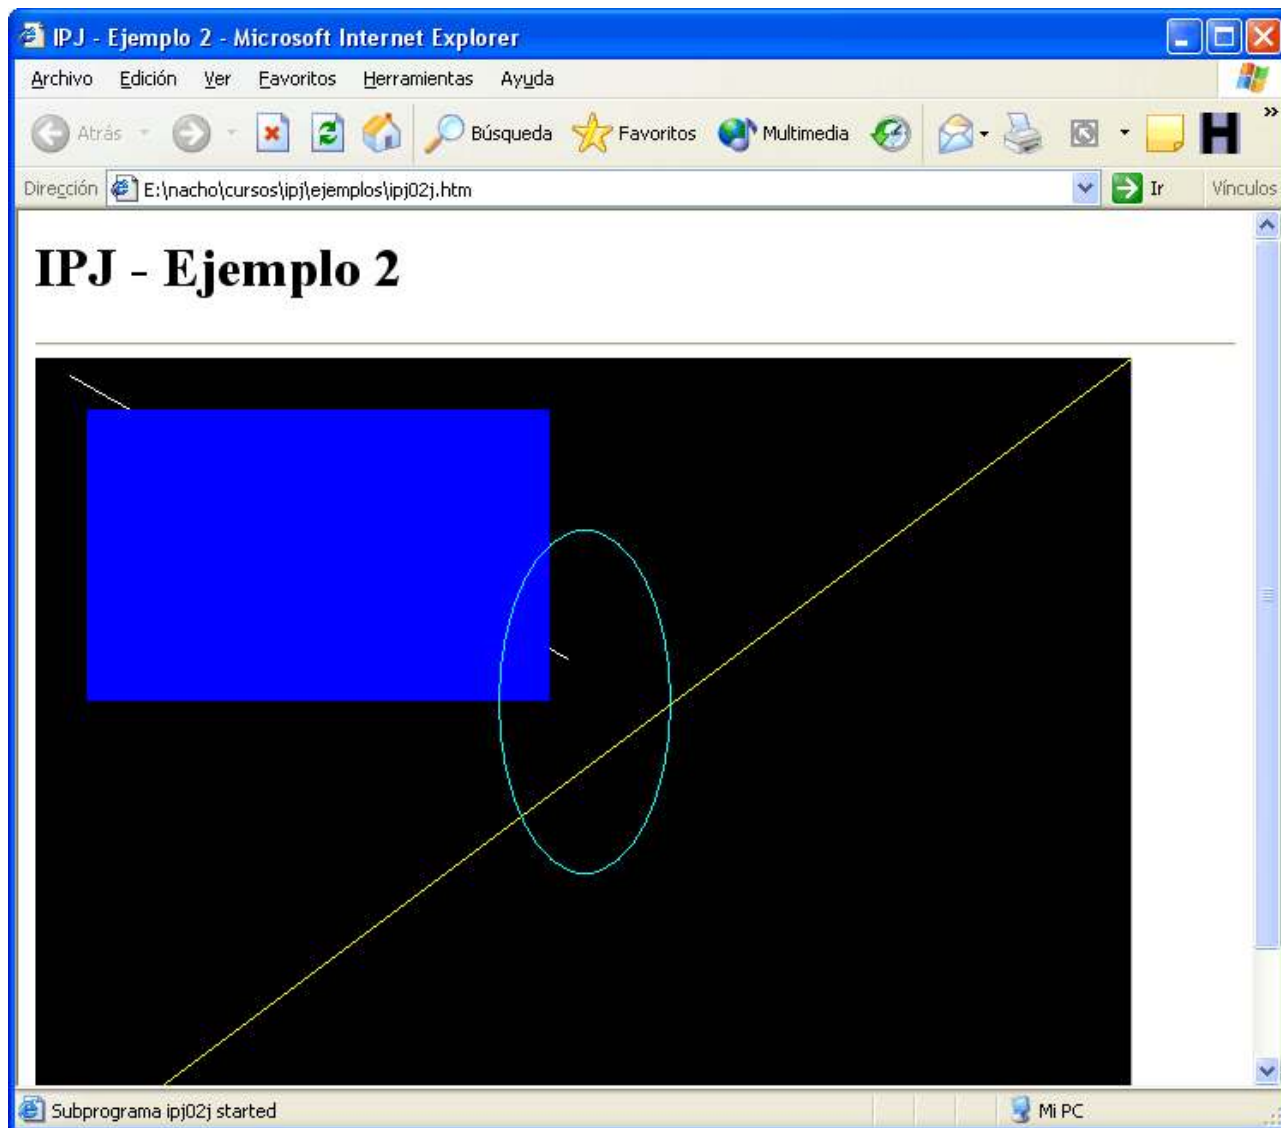 IPJ - Ejemplo 2 - Microsoft Internet Explorer
Archivo Edición Ver Favoritos Herramientas Ayuda
Atrás Búsqueda Favoritos Multimedia H »
Dirección E:\nacho\cursos\ipj\ejemplos\ipj02j.htm Ir Vínculos
IPJ - Ejemplo 2
Subprograma ipj02j started Mi PC